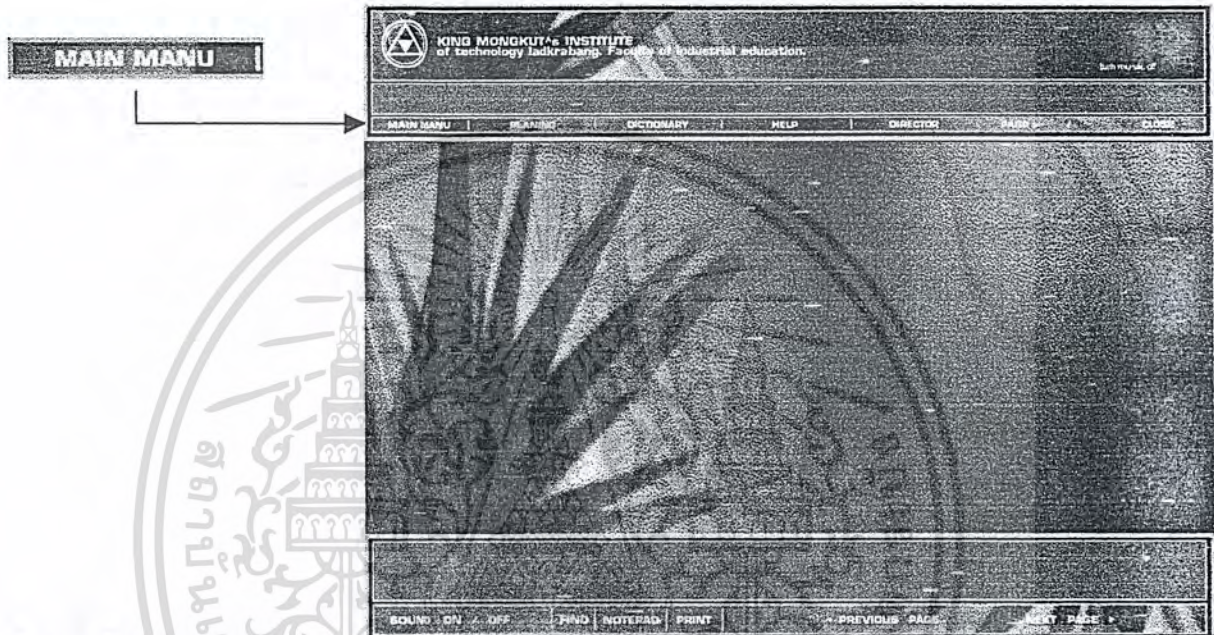 MAIN MANU
KING MONGKUT^s INSTITUTE
of technology ladkrabang. Faculty of industrial education.
MAIN MANU | | DICTIONARY | HELP | DIRECTOR CLOSE
SOUND ON / OFF | FIND | NOTEPAD | PRINT PREVIOUS PAGE NEXT PAGE